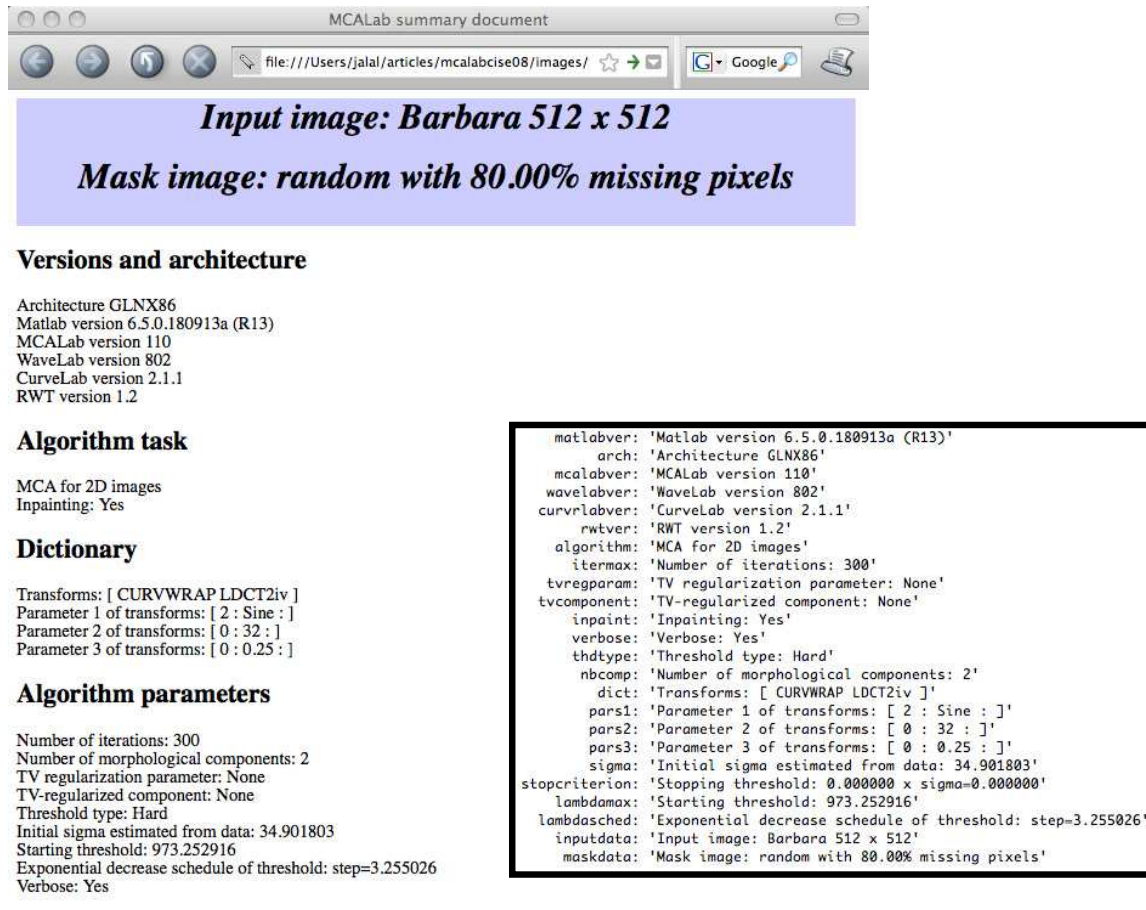 MCALab summary document
file:///Users/jalal/articles/mcalabcise08/images/
G Google
Input image: Barbara 512 x 512
Mask image: random with 80.00% missing pixels
Versions and architecture
Architecture GLNX86
Matlab version 6.5.0.180913a (R13)
MCALab version 110
WaveLab version 802
CurveLab version 2.1.1
RWT version 1.2
Algorithm task
MCA for 2D images
Inpainting: Yes
Dictionary
Transforms: [ CURVWRAP LDCT2iv ]
Parameter 1 of transforms: [ 2 : Sine : ]
Parameter 2 of transforms: [ 0 : 32 : ]
Parameter 3 of transforms: [ 0 : 0.25 : ]
Algorithm parameters
Number of iterations: 300
Number of morphological components: 2
TV regularization parameter: None
TV-regularized component: None
Threshold type: Hard
Initial sigma estimated from data: 34.901803
Starting threshold: 973.252916
Exponential decrease schedule of threshold: step=3.255026
Verbose: Yes
matlabver: 'Matlab version 6.5.0.180913a (R13)'
arch: 'Architecture GLNX86'
mcalabver: 'MCALab version 110'
wavelabver: 'WaveLab version 802'
curvrlabver: 'CurveLab version 2.1.1'
rwtver: 'RWT version 1.2'
algorithm: 'MCA for 2D images'
itermax: 'Number of iterations: 300'
tvregparam: 'TV regularization parameter: None'
tvcomponent: 'TV-regularized component: None'
inpaint: 'Inpainting: Yes'
verbose: 'Verbose: Yes'
thdtype: 'Threshold type: Hard'
nbcomp: 'Number of morphological components: 2'
dict: 'Transforms: [ CURVWRAP LDCT2iv ]'
pars1: 'Parameter 1 of transforms: [ 2 : Sine : ]'
pars2: 'Parameter 2 of transforms: [ 0 : 32 : ]'
pars3: 'Parameter 3 of transforms: [ 0 : 0.25 : ]'
sigma: 'Initial sigma estimated from data: 34.901803'
stopcriterion: 'Stopping threshold: 0.000000 x sigma=0.000000'
lambdamax: 'Starting threshold: 973.252916'
lambdasched: 'Exponential decrease schedule of threshold: step=3.255026'
inputdata: 'Input image: Barbara 512 x 512'
maskdata: 'Mask image: random with 80.00% missing pixels'